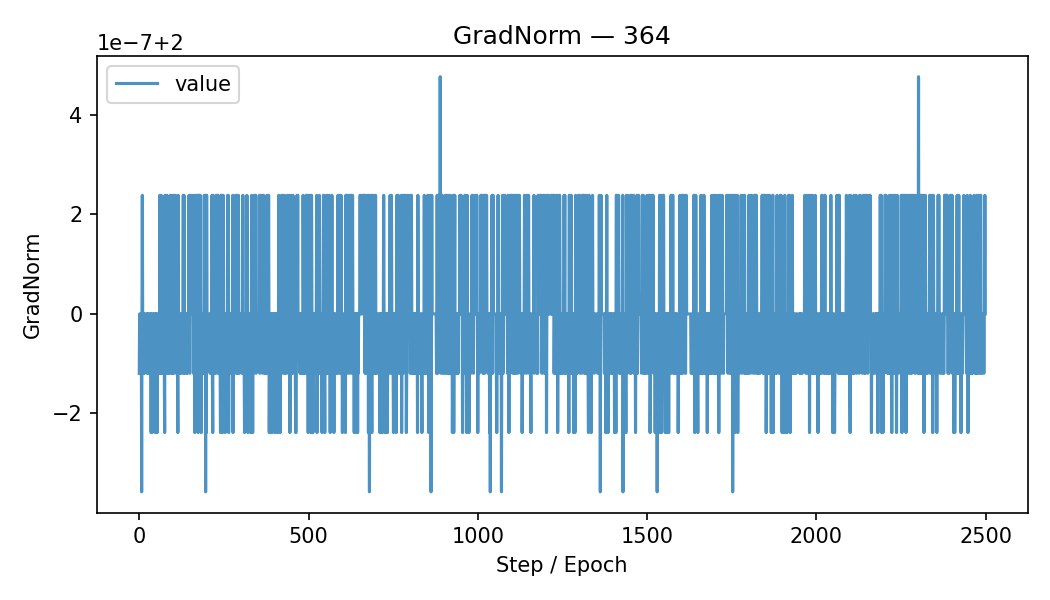 GradNorm — 364
1e−7+2
value
4
2
0
−2
GradNorm
0 500 1000 1500 2000 2500
Step / Epoch